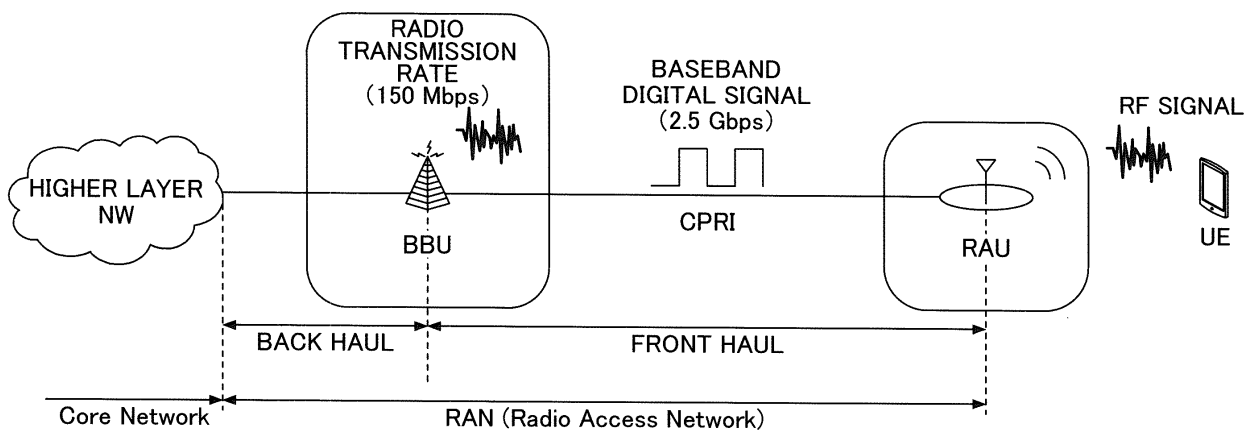 RADIO
TRANSMISSION
RATE
(150 Mbps)
BASEBAND
DIGITAL SIGNAL
(2.5 Gbps)
RF SIGNAL
HIGHER LAYER
NW
BBU
CPRI
RAU
UE
BACK HAUL
FRONT HAUL
Core Network
RAN (Radio Access Network)